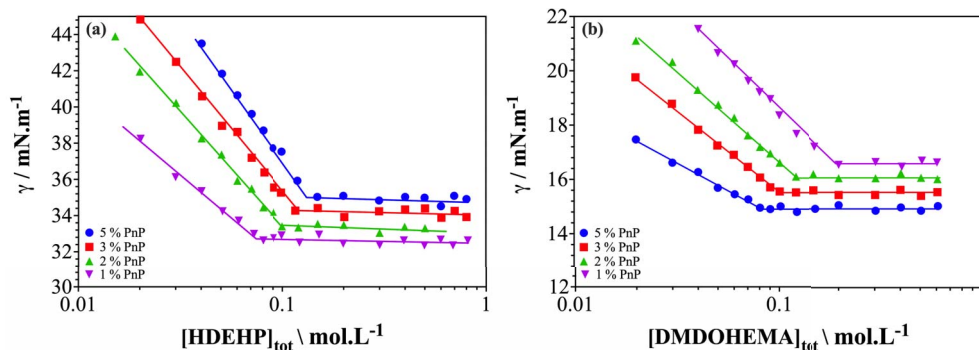 (a)
γ / mN.m-1
44
42
40
38
36
34
32
30
0.01
0.1
1
5 % PnP
3 % PnP
2 % PnP
1 % PnP
[HDEHP]tot \ mol.L-1
(b)
γ / mN.m-1
22
20
18
16
14
12
0.01
0.1
5 % PnP
3 % PnP
2 % PnP
1 % PnP
[DMDOHEMA]tot \ mol.L-1